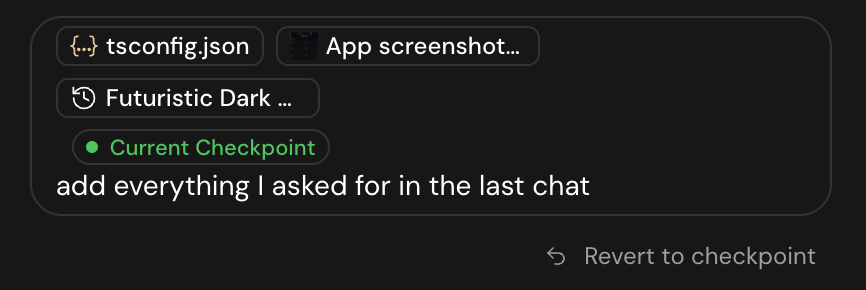 {...} tsconfig.json App screenshot...
Futuristic Dark ...
Current Checkpoint
add everything I asked for in the last chat
Revert to checkpoint